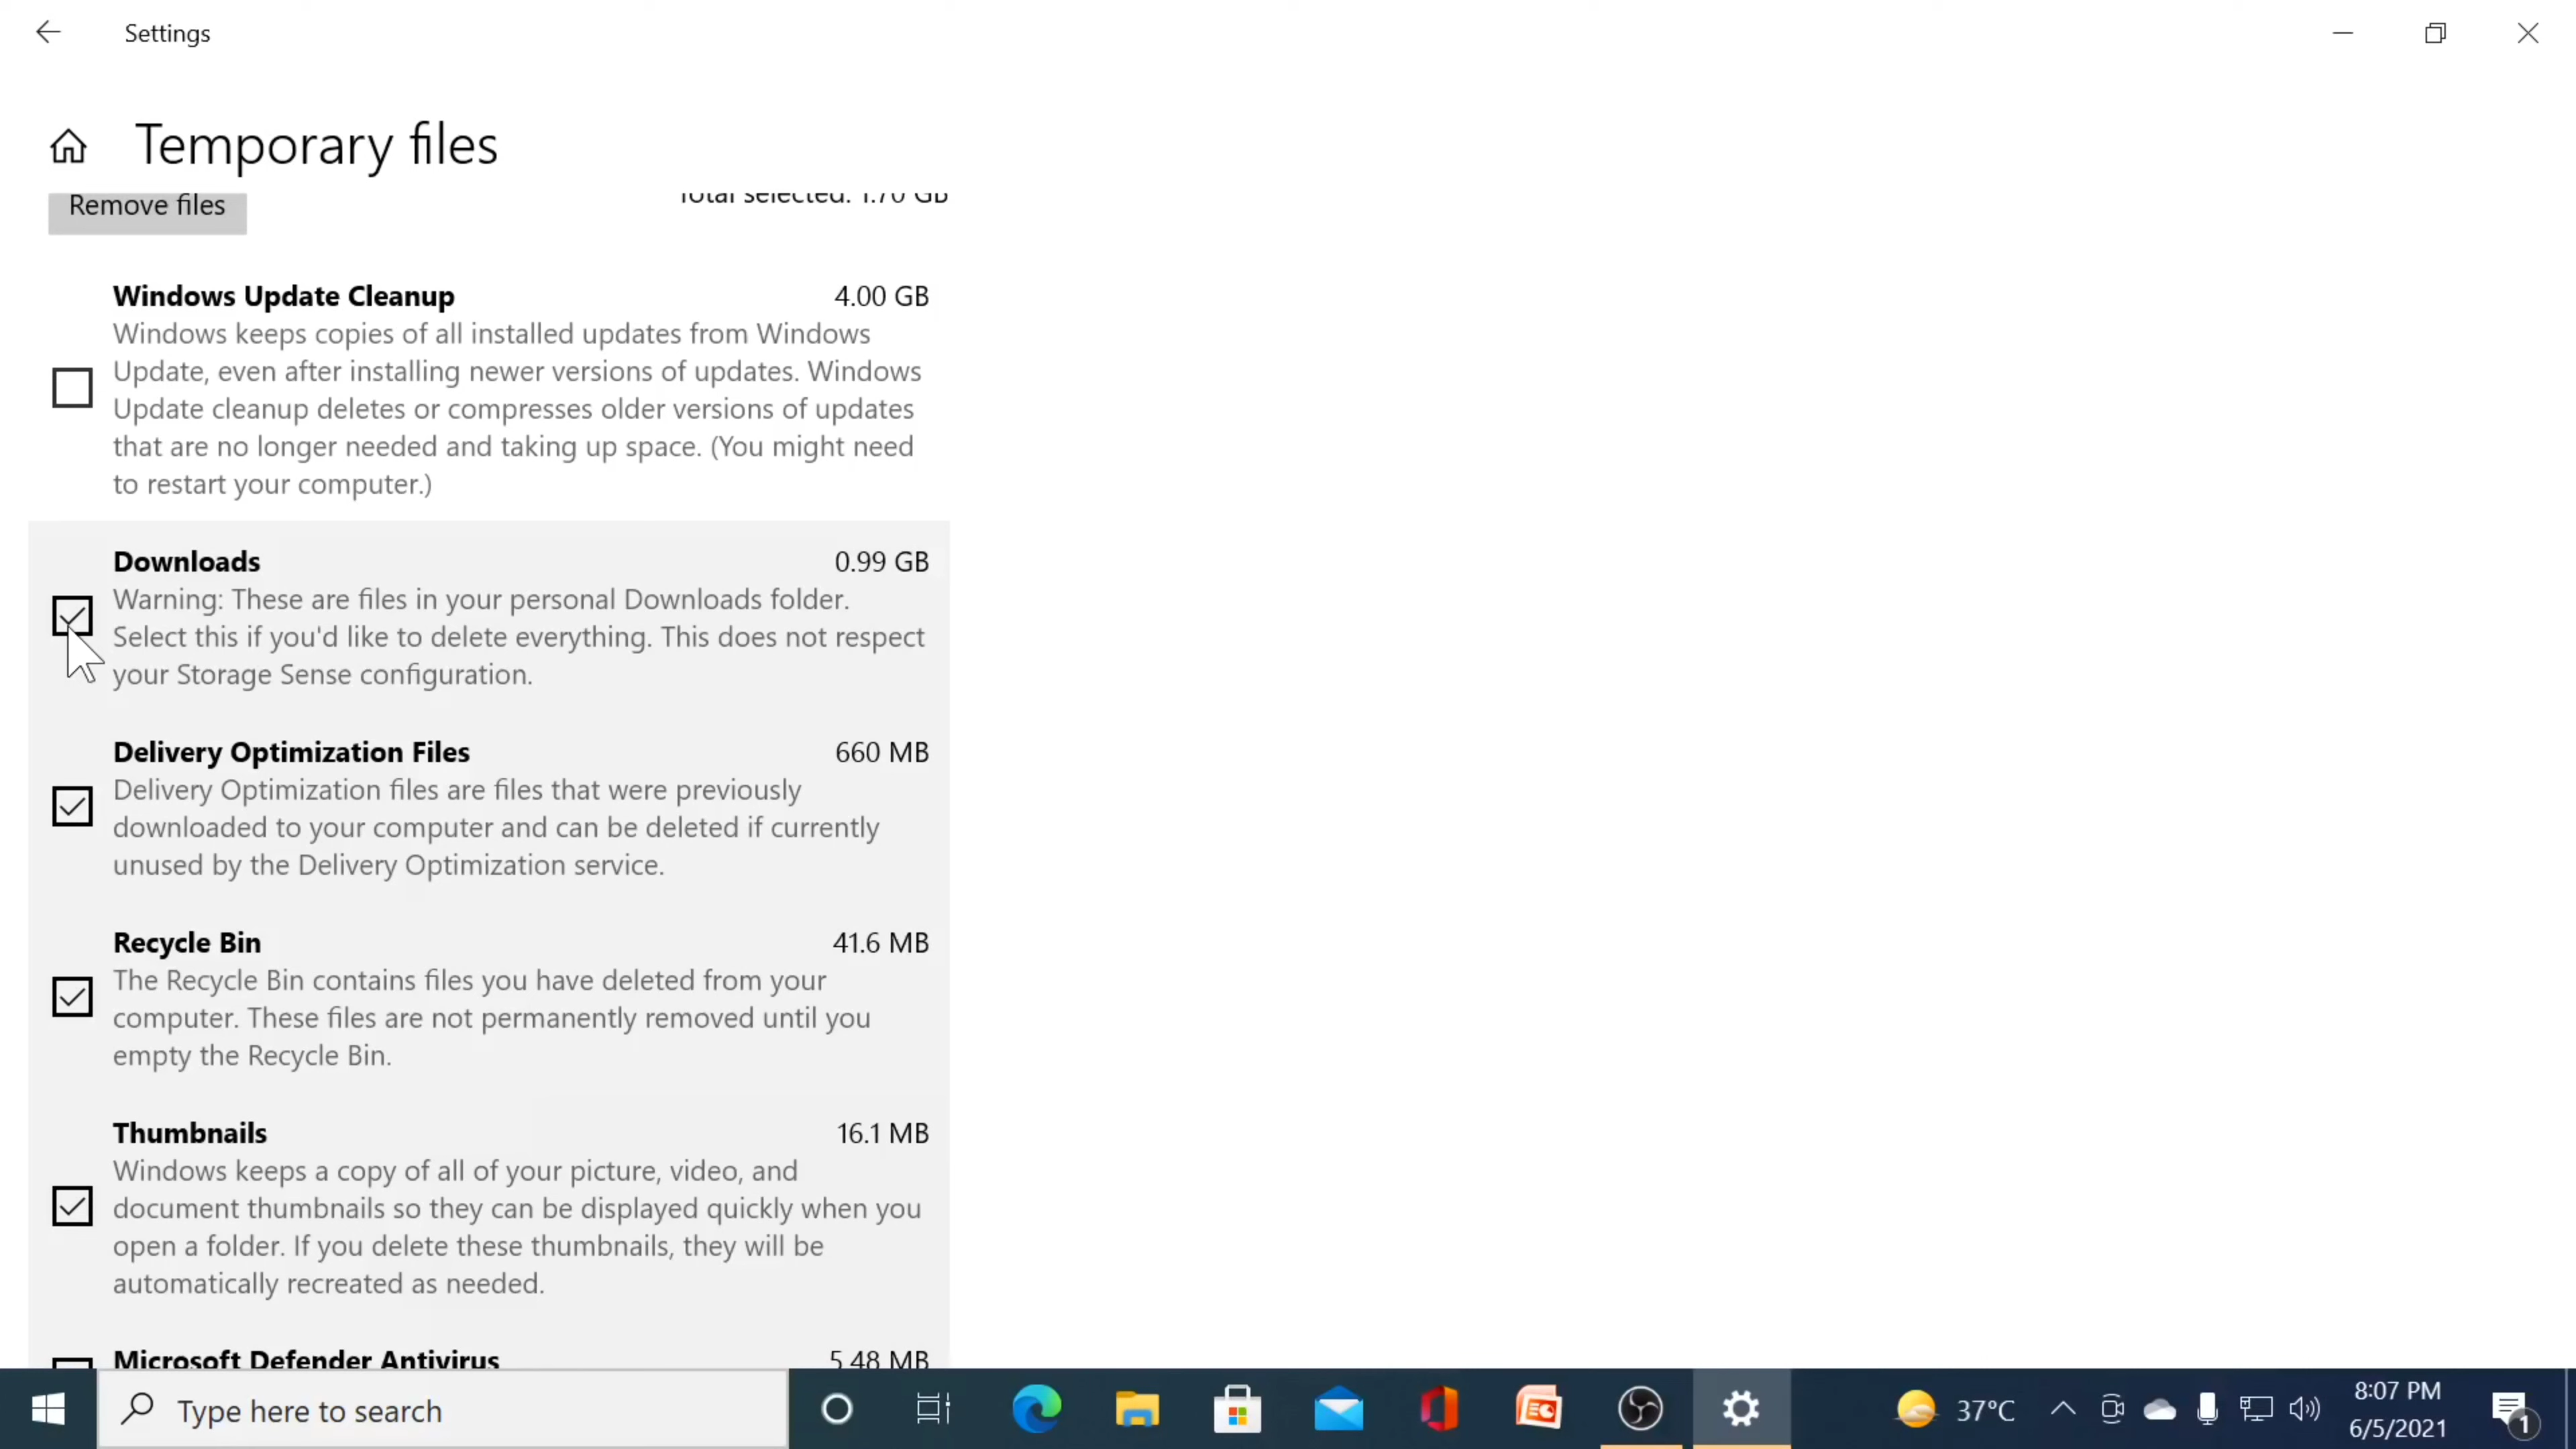 Settings
Temporary files
Remove files
Total selected: 1.70 GB
Windows Update Cleanup 4.00 GB
Windows keeps copies of all installed updates from Windows
Update, even after installing newer versions of updates. Windows
Update cleanup deletes or compresses older versions of updates
that are no longer needed and taking up space. (You might need
to restart your computer.)
Downloads 0.99 GB
Warning: These are files in your personal Downloads folder.
Select this if you'd like to delete everything. This does not respect
your Storage Sense configuration.
Delivery Optimization Files 660 MB
Delivery Optimization files are files that were previously
downloaded to your computer and can be deleted if currently
unused by the Delivery Optimization service.
Recycle Bin 41.6 MB
The Recycle Bin contains files you have deleted from your
computer. These files are not permanently removed until you
empty the Recycle Bin.
Thumbnails 16.1 MB
Windows keeps a copy of all of your picture, video, and
document thumbnails so they can be displayed quickly when you
open a folder. If you delete these thumbnails, they will be
automatically recreated as needed.
Microsoft Defender Antivirus 5.48 MB
Type here to search
37°C
8:07 PM
6/5/2021
1